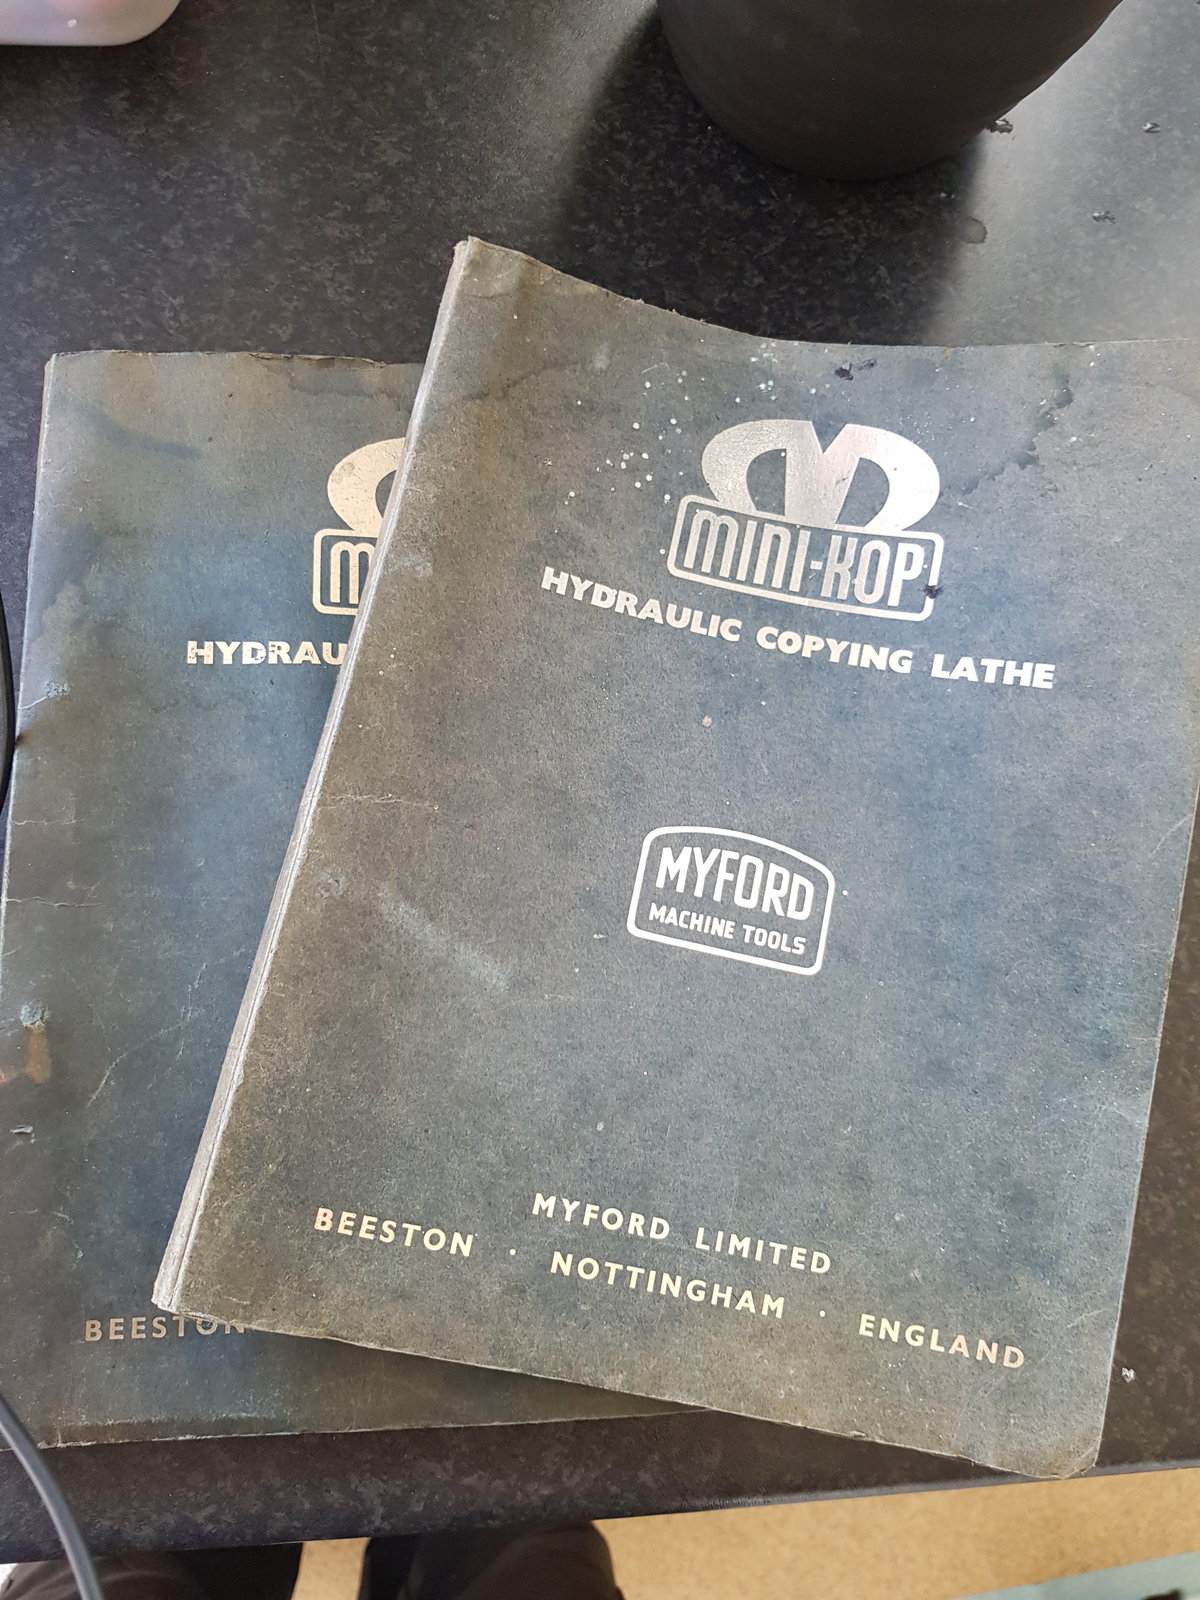 MINI-KOP
HYDRAULIC COPYING LATHE
MYFORD
MACHINE TOOLS
MYFORD LIMITED
BEESTON · NOTTINGHAM · ENGLAND
M
HYDRAU
BEESTON